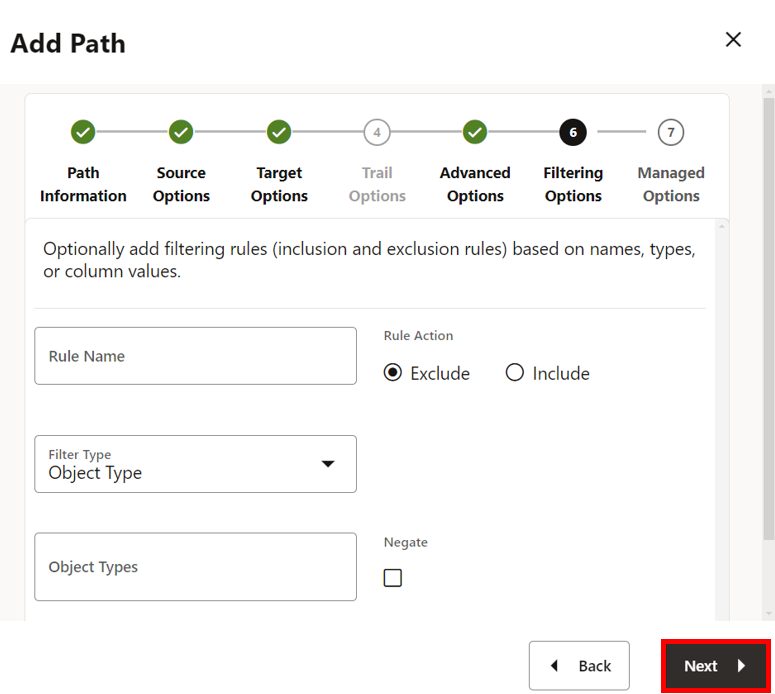 Add Path
4
6
7
Path Information
Source Options
Target Options
Trail Options
Advanced Options
Filtering Options
Managed Options
Optionally add filtering rules (inclusion and exclusion rules) based on names, types,
or column values.
Rule Name
Rule Action
Exclude
Include
Filter Type
Object Type
Object Types
Negate
Back
Next